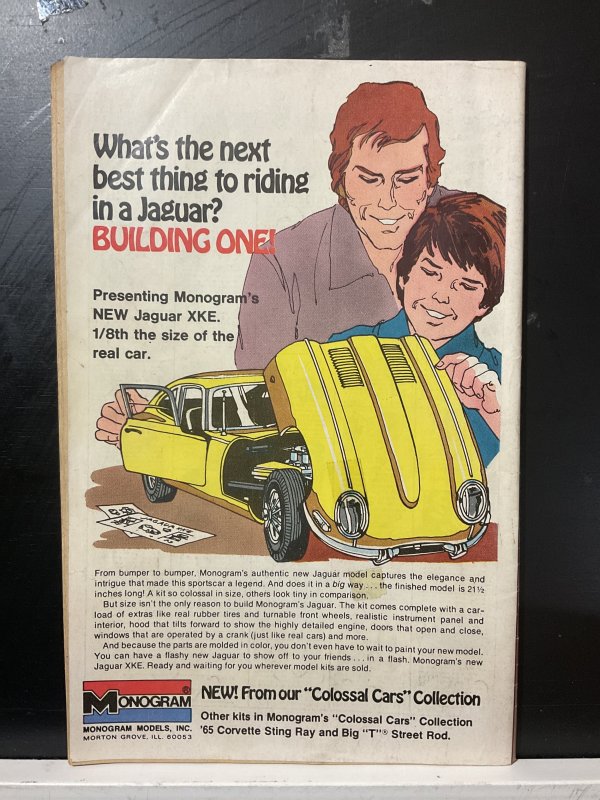 What's the next
best thing to riding
in a Jaguar?
BUILDING ONE!
Presenting Monogram's
NEW Jaguar XKE.
1/8th the size of the
real car.
From bumper to bumper, Monogram's authentic new Jaguar model captures the elegance and
intrigue that made this sportscar a legend. And does it in a big way . . . the finished model is 21½
inches long! A kit so colossal in size, others look tiny in comparison.
But size isn't the only reason to build Monogram's Jaguar. The kit comes complete with a car-
load of extras like real rubber tires and turnable front wheels, realistic instrument panel and
interior, hood that tilts forward to show the highly detailed engine, doors that open and close,
windows that are operated by a crank (just like real cars) and more.
And because the parts are molded in color, you don't even have to wait to paint your new model.
You can have a flashy new Jaguar to show off to your friends . . . in a flash. Monogram's new
Jaguar XKE. Ready and waiting for you wherever model kits are sold.
MONOGRAM®
MONOGRAM MODELS, INC.
MORTON GROVE, ILL. 60053
NEW! From our "Colossal Cars" Collection
Other kits in Monogram's "Colossal Cars" Collection
'65 Corvette Sting Ray and Big "T"® Street Rod.